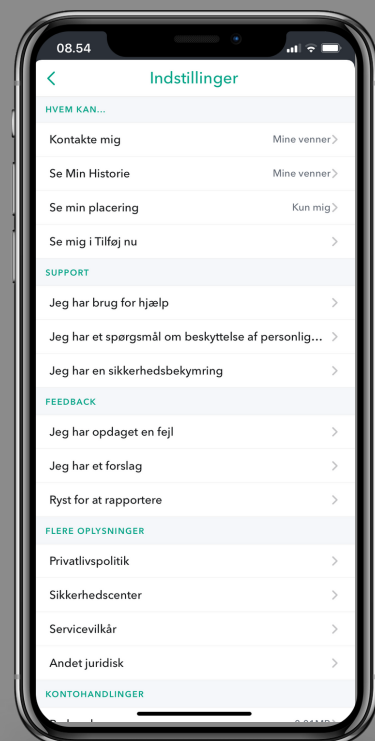 08.54
Indstillinger
HVEM KAN...
Kontakte mig Mine venner
Se Min Historie Mine venner
Se min placering Kun mig
Se mig i Tilføj nu
SUPPORT
Jeg har brug for hjælp
Jeg har et spørgsmål om beskyttelse af personlig...
Jeg har en sikkerhedsbekymring
FEEDBACK
Jeg har opdaget en fejl
Jeg har et forslag
Ryst for at rapportere
FLERE OPLYSNINGER
Privatlivspolitik
Sikkerhedscenter
Servicevilkår
Andet juridisk
KONTOHANDLINGER